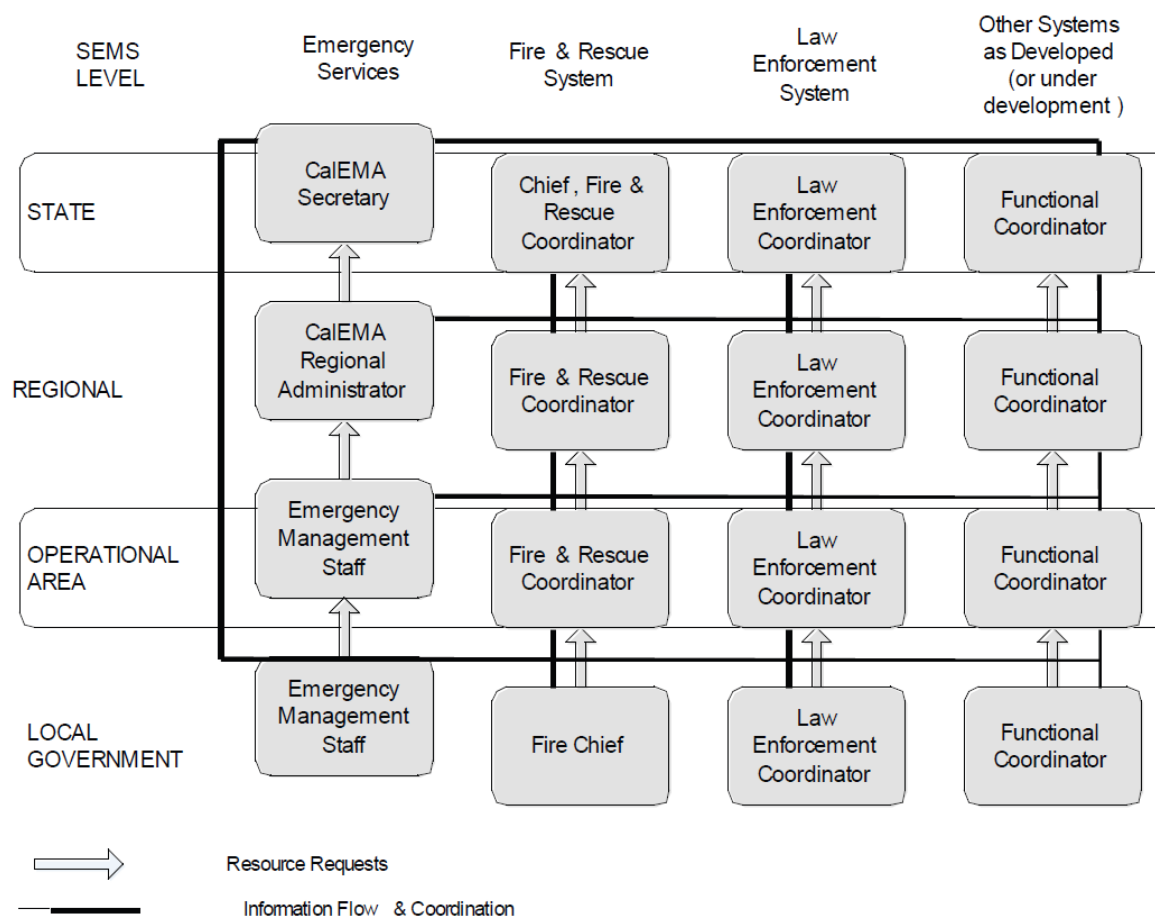 SEMS
LEVEL
Emergency
Services
Fire & Rescue
System
Law
Enforcement
System
Other Systems
as Developed
(or under
development )
STATE
CalEMA
Secretary
Chief , Fire &
Rescue
Coordinator
Law
Enforcement
Coordinator
Functional
Coordinator
REGIONAL
CalEMA
Regional
Administrator
Fire & Rescue
Coordinator
Law
Enforcement
Coordinator
Functional
Coordinator
OPERATIONAL
AREA
Emergency
Management
Staff
Fire & Rescue
Coordinator
Law
Enforcement
Coordinator
Functional
Coordinator
LOCAL
GOVERNMENT
Emergency
Management
Staff
Fire Chief
Law
Enforcement
Coordinator
Functional
Coordinator
Resource Requests
Information Flow & Coordination